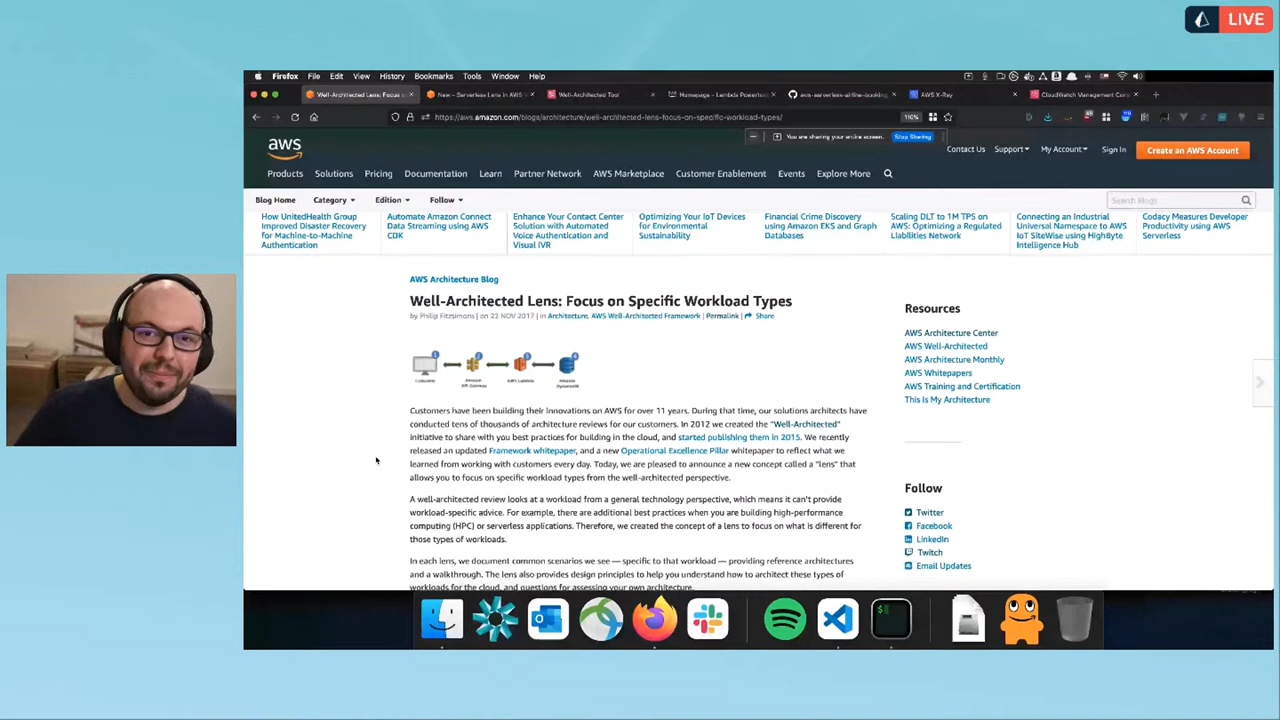 LIVE
Firefox File Edit View History Bookmarks Tools Window Help
Well-Architected Lens: Focus o
New – Serverless Lens in AWS
Well-Architected Tool
Homepage - Lambda Powertoo
aws-serverless-airline-booking
AWS X-Ray
CloudWatch Management Con
https://aws.amazon.com/blogs/architecture/well-architected-lens-focus-on-specific-workload-types/
110%
You are sharing your entire screen.
Stop Sharing
aws
Contact Us Support My Account Sign In Create an AWS Account
Products Solutions Pricing Documentation Learn Partner Network AWS Marketplace Customer Enablement Events Explore More
Blog Home Category Edition Follow
Search Blogs
How UnitedHealth Group
Improved Disaster Recovery
for Machine-to-Machine
Authentication
Automate Amazon Connect
Data Streaming using AWS
CDK
Enhance Your Contact Center
Solution with Automated
Voice Authentication and
Visual IVR
Optimizing Your IoT Devices
for Environmental
Sustainability
Financial Crime Discovery
using Amazon EKS and Graph
Databases
Scaling DLT to 1M TPS on
AWS: Optimizing a Regulated
Liabilities Network
Connecting an Industrial
Universal Namespace to AWS
IoT SiteWise using HighByte
Intelligence Hub
Codacy Measures Developer
Productivity using AWS
Serverless
AWS Architecture Blog
Well-Architected Lens: Focus on Specific Workload Types
by Philip Fitzsimons | on 22 NOV 2017 | in Architecture, AWS Well-Architected Framework | Permalink | Share
Customers have been building their innovations on AWS for over 11 years. During that time, our solutions architects have
conducted tens of thousands of architecture reviews for our customers. In 2012 we created the "Well-Architected"
initiative to share with you best practices for building in the cloud, and started publishing them in 2015. We recently
released an updated Framework whitepaper, and a new Operational Excellence Pillar whitepaper to reflect what we
learned from working with customers every day. Today, we are pleased to announce a new concept called a "lens" that
allows you to focus on specific workload types from the well-architected perspective.
A well-architected review looks at a workload from a general technology perspective, which means it can't provide
workload-specific advice. For example, there are additional best practices when you are building high-performance
computing (HPC) or serverless applications. Therefore, we created the concept of a lens to focus on what is different for
those types of workloads.
In each lens, we document common scenarios we see — specific to that workload — providing reference architectures
and a walkthrough. The lens also provides design principles to help you understand how to architect these types of
workloads for the cloud, and questions for assessing your own architecture.
Resources
AWS Architecture Center
AWS Well-Architected
AWS Architecture Monthly
AWS Whitepapers
AWS Training and Certification
This Is My Architecture
Follow
Twitter
Facebook
LinkedIn
Twitch
Email Updates